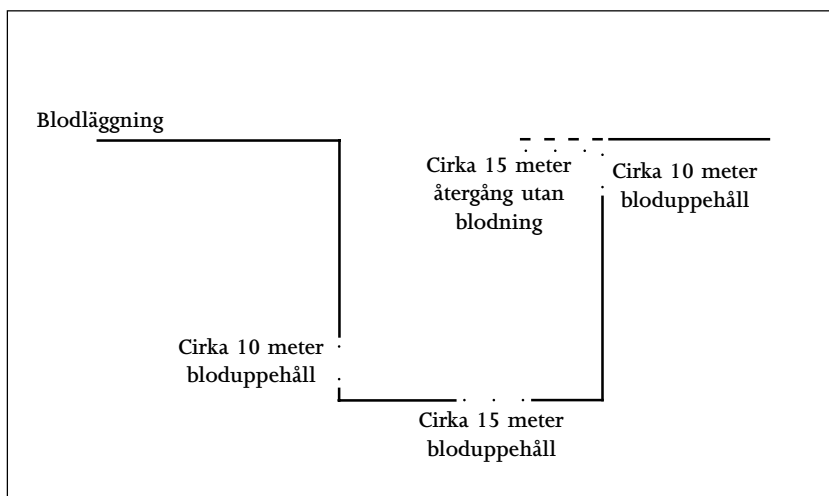 Blodläggning
Cirka 15 meter
återgång utan
blodning
Cirka 10 meter
bloduppehåll
Cirka 10 meter
bloduppehåll
Cirka 15 meter
bloduppehåll